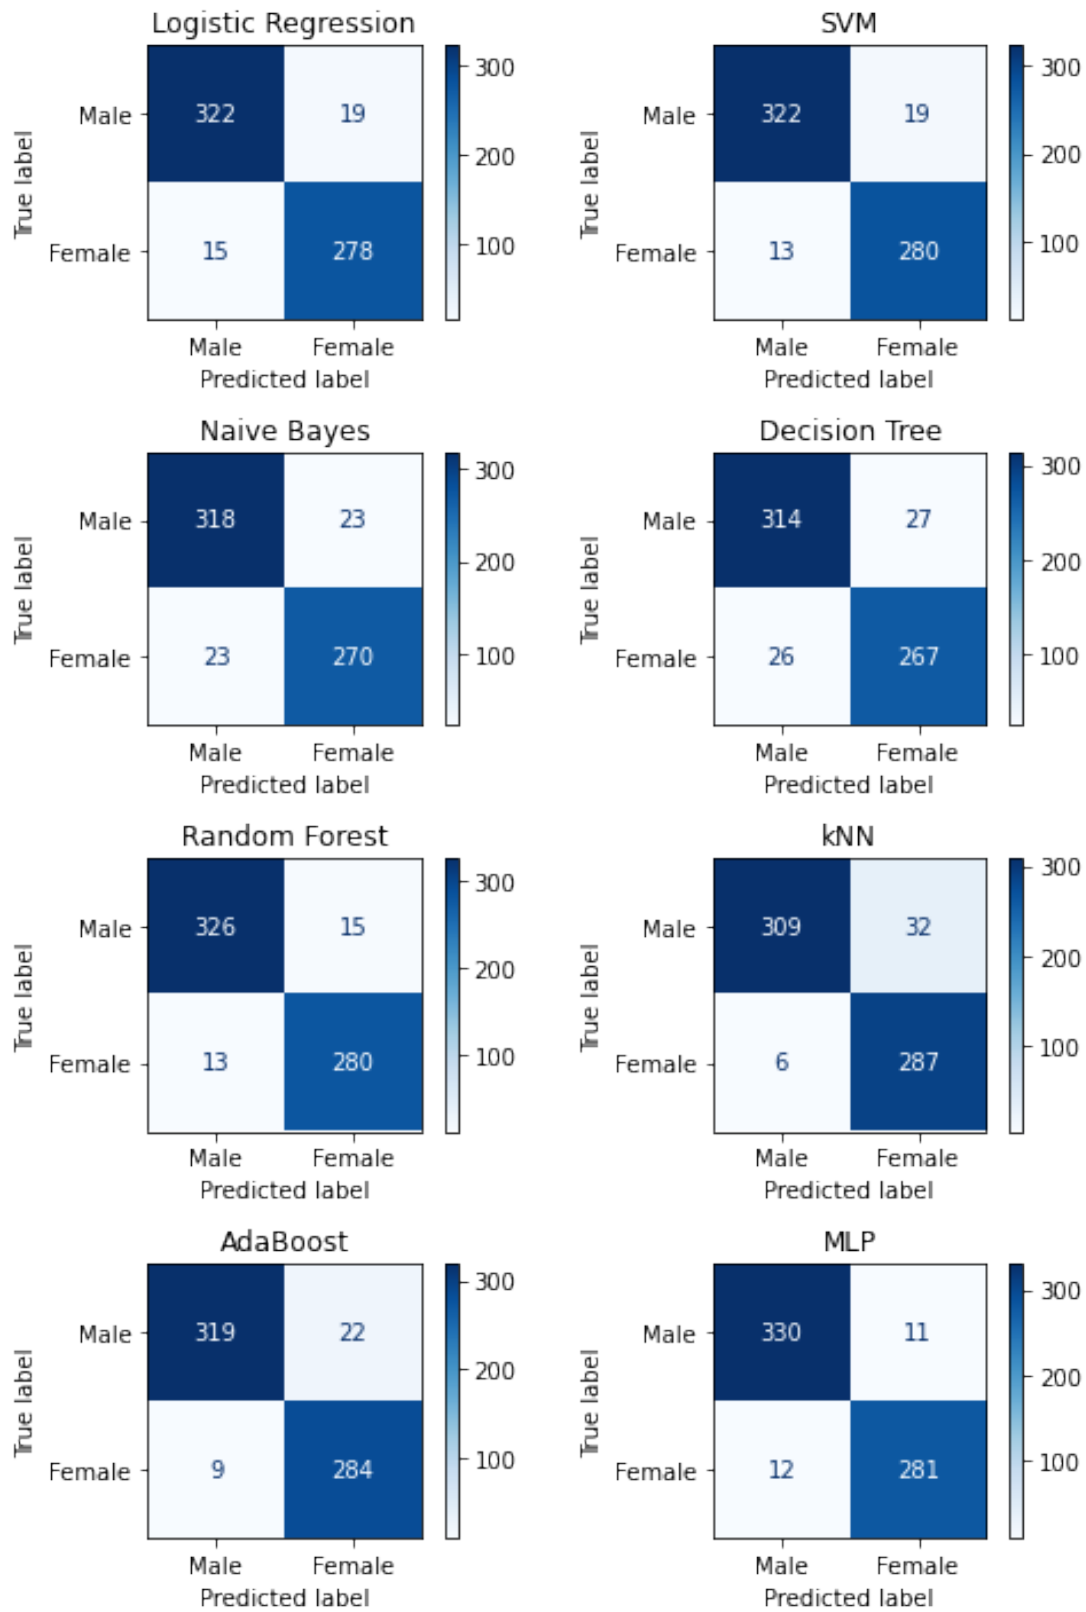 Logistic Regression
300
Male 322 19
200
True label
Female 15 278
100
Male Female
Predicted label
SVM
300
Male 322 19
200
True label
Female 13 280
100
Male Female
Predicted label
Naive Bayes
300
Male 318 23
200
True label
Female 23 270
100
Male Female
Predicted label
Decision Tree
300
Male 314 27
200
True label
Female 26 267
100
Male Female
Predicted label
Random Forest
300
Male 326 15
200
True label
Female 13 280
100
Male Female
Predicted label
kNN
300
Male 309 32
200
True label
Female 6 287
100
Male Female
Predicted label
AdaBoost
300
Male 319 22
200
True label
Female 9 284
100
Male Female
Predicted label
MLP
300
Male 330 11
200
True label
Female 12 281
100
Male Female
Predicted label